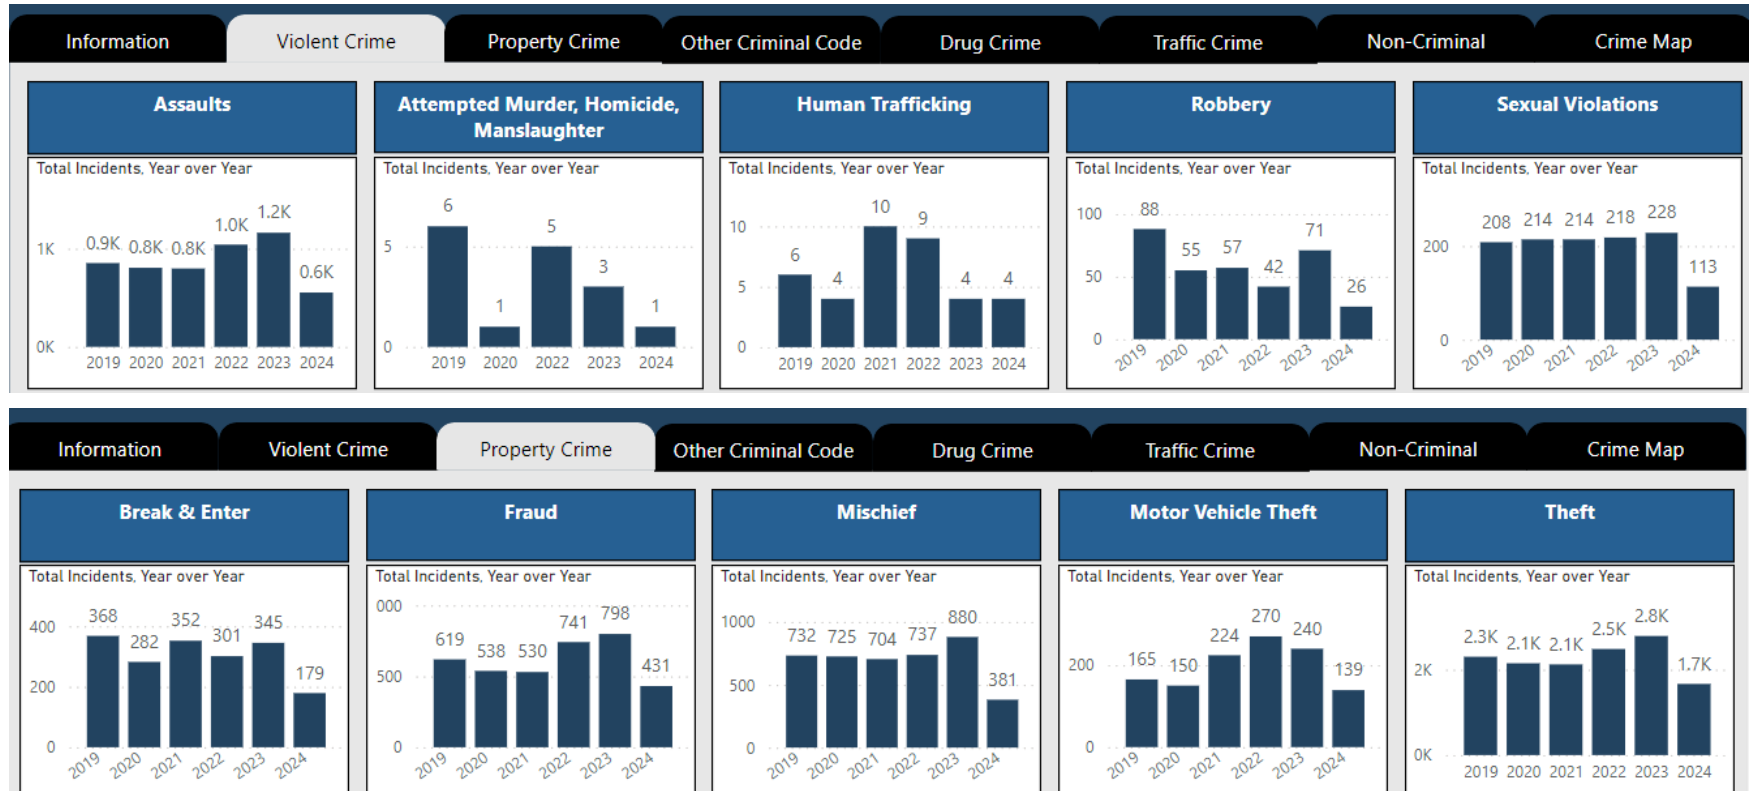 Information Violent Crime Property Crime Other Criminal Code Drug Crime Traffic Crime Non-Criminal Crime Map
Assaults
Total Incidents, Year over Year
1K
0K
0.9K 0.8K 0.8K 1.0K 1.2K 0.6K
2019 2020 2021 2022 2023 2024
Attempted Murder, Homicide,
Manslaughter
Total Incidents, Year over Year
5
0
6 1 5 3 1
2019 2020 2022 2023 2024
Human Trafficking
Total Incidents, Year over Year
10
5
0
6 4 10 9 4 4
2019 2020 2021 2022 2023 2024
Robbery
Total Incidents, Year over Year
100
50
0
88 55 57 42 71 26
2019 2020 2021 2022 2023 2024
Sexual Violations
Total Incidents, Year over Year
200
0
208 214 214 218 228 113
2019 2020 2021 2022 2023 2024
Information Violent Crime Property Crime Other Criminal Code Drug Crime Traffic Crime Non-Criminal Crime Map
Break & Enter
Total Incidents, Year over Year
400
200
0
368 282 352 301 345 179
2019 2020 2021 2022 2023 2024
Fraud
Total Incidents, Year over Year
000
500
0
619 538 530 741 798 431
2019 2020 2021 2022 2023 2024
Mischief
Total Incidents, Year over Year
1000
500
0
732 725 704 737 880 381
2019 2020 2021 2022 2023 2024
Motor Vehicle Theft
Total Incidents, Year over Year
200
0
165 150 224 270 240 139
2019 2020 2021 2022 2023 2024
Theft
Total Incidents, Year over Year
2K
0K
2.3K 2.1K 2.1K 2.5K 2.8K 1.7K
2019 2020 2021 2022 2023 2024